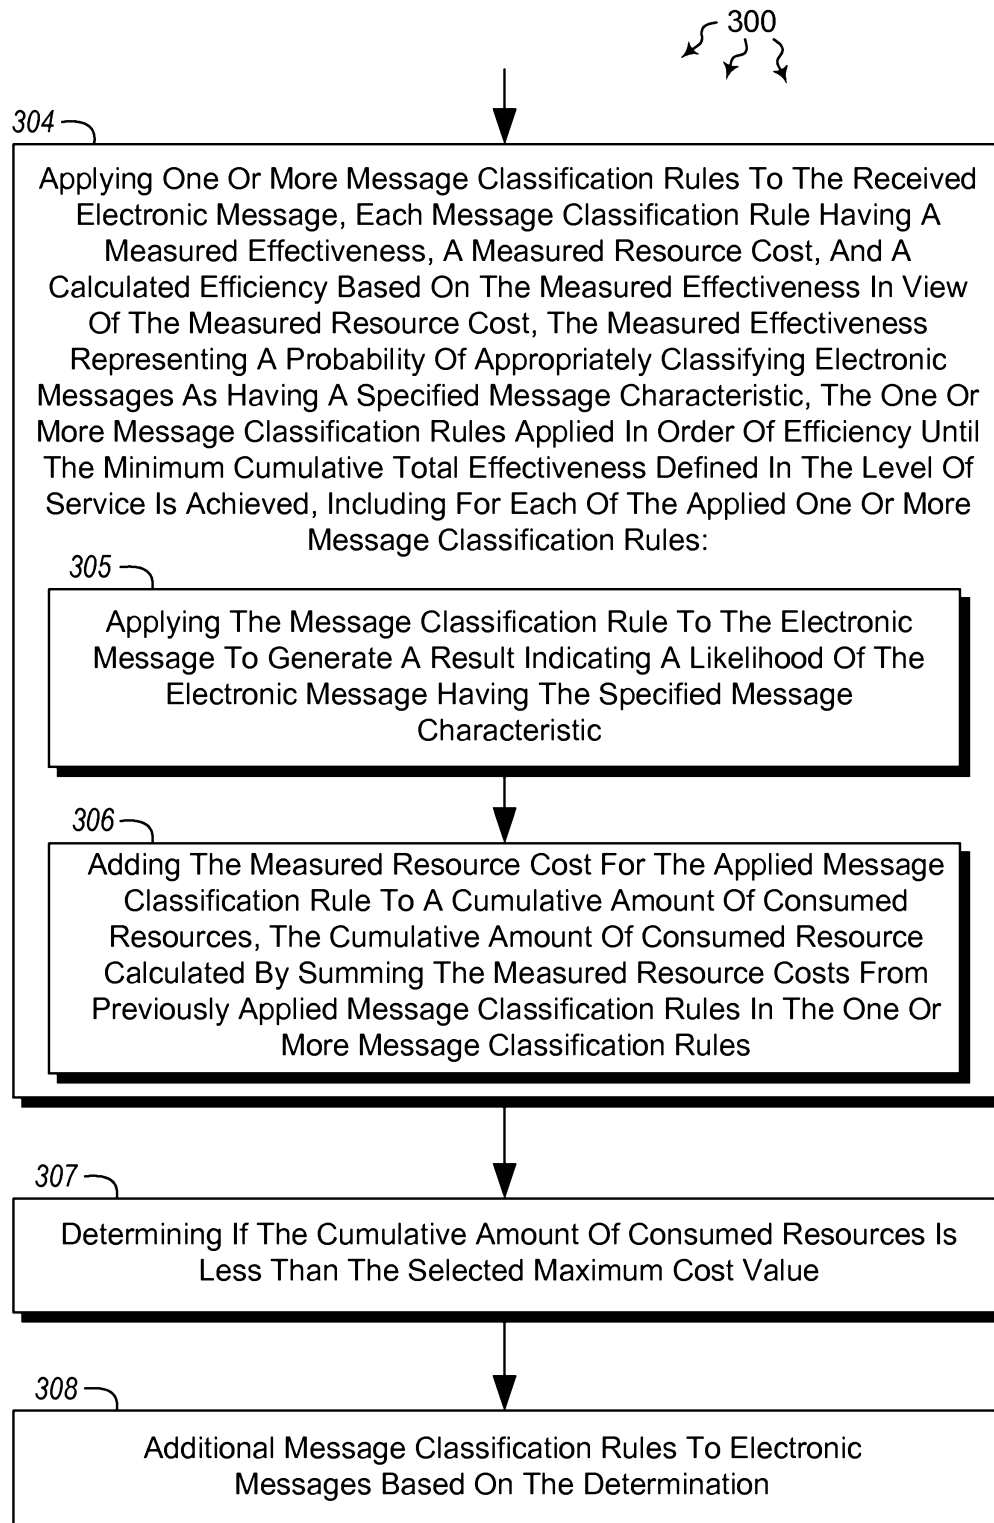 300
304
Applying One Or More Message Classification Rules To The Received
Electronic Message, Each Message Classification Rule Having A
Measured Effectiveness, A Measured Resource Cost, And A
Calculated Efficiency Based On The Measured Effectiveness In View
Of The Measured Resource Cost, The Measured Effectiveness
Representing A Probability Of Appropriately Classifying Electronic
Messages As Having A Specified Message Characteristic, The One Or
More Message Classification Rules Applied In Order Of Efficiency Until
The Minimum Cumulative Total Effectiveness Defined In The Level Of
Service Is Achieved, Including For Each Of The Applied One Or More
Message Classification Rules:
305
Applying The Message Classification Rule To The Electronic
Message To Generate A Result Indicating A Likelihood Of The
Electronic Message Having The Specified Message
Characteristic
306
Adding The Measured Resource Cost For The Applied Message
Classification Rule To A Cumulative Amount Of Consumed
Resources, The Cumulative Amount Of Consumed Resource
Calculated By Summing The Measured Resource Costs From
Previously Applied Message Classification Rules In The One Or
More Message Classification Rules
307
Determining If The Cumulative Amount Of Consumed Resources Is
Less Than The Selected Maximum Cost Value
308
Additional Message Classification Rules To Electronic
Messages Based On The Determination